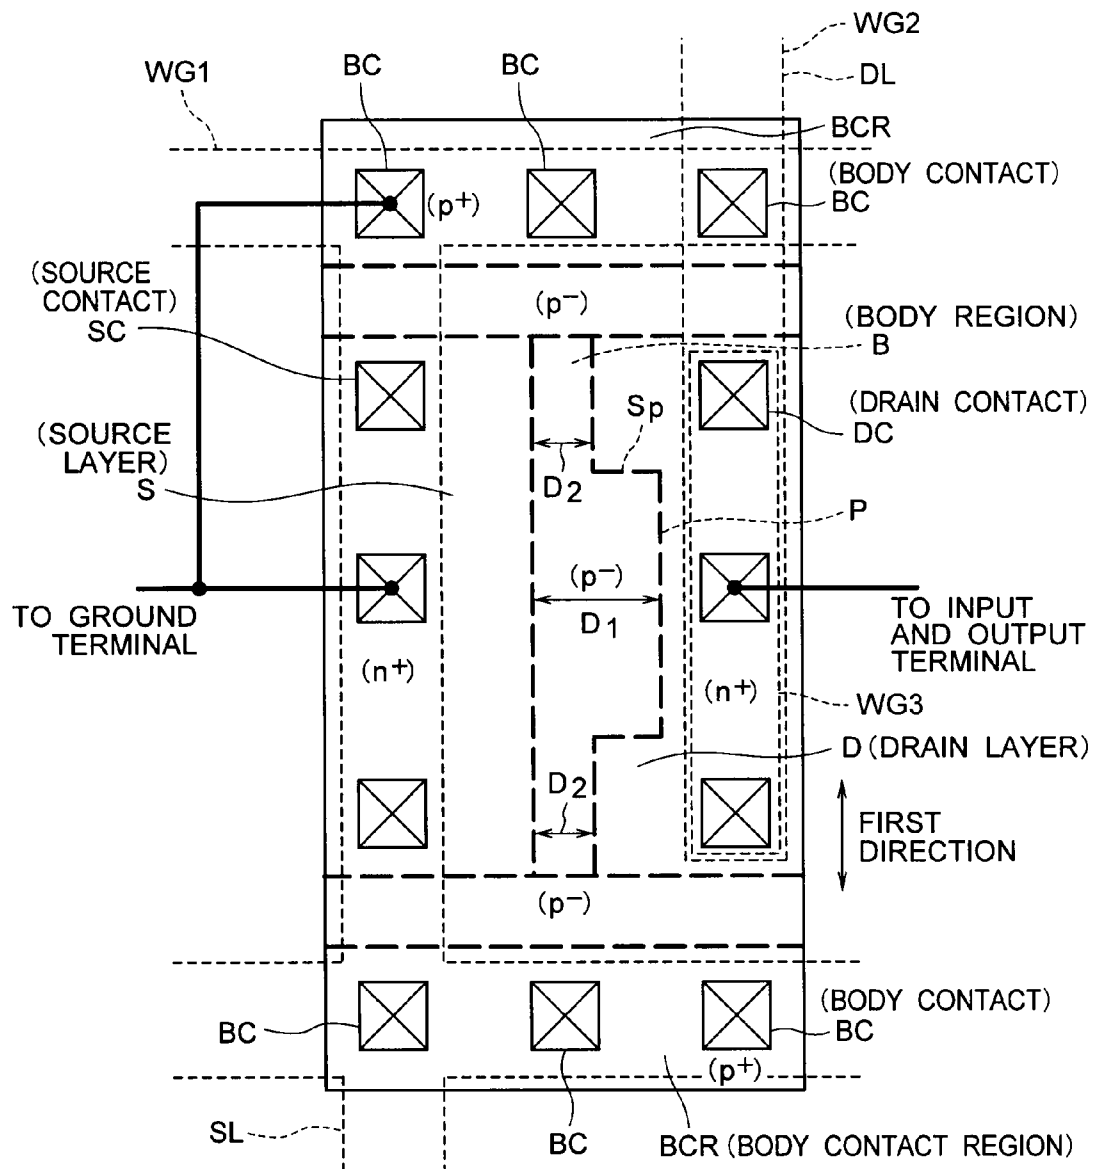 WG2
DL
WG1
BC
BC
BCR
(BODY CONTACT)
BC
(p+)
(SOURCE
CONTACT)
SC
(p−)
(BODY REGION)
B
(DRAIN CONTACT)
DC
Sp
(SOURCE
LAYER)
S
D2
P
(p−)
D1
TO GROUND
TERMINAL
TO INPUT
AND OUTPUT
TERMINAL
(n+)
(n+)
WG3
D (DRAIN LAYER)
D2
FIRST
DIRECTION
(p−)
(BODY CONTACT)
BC
BC
(p+)
SL
BC
BCR (BODY CONTACT REGION)